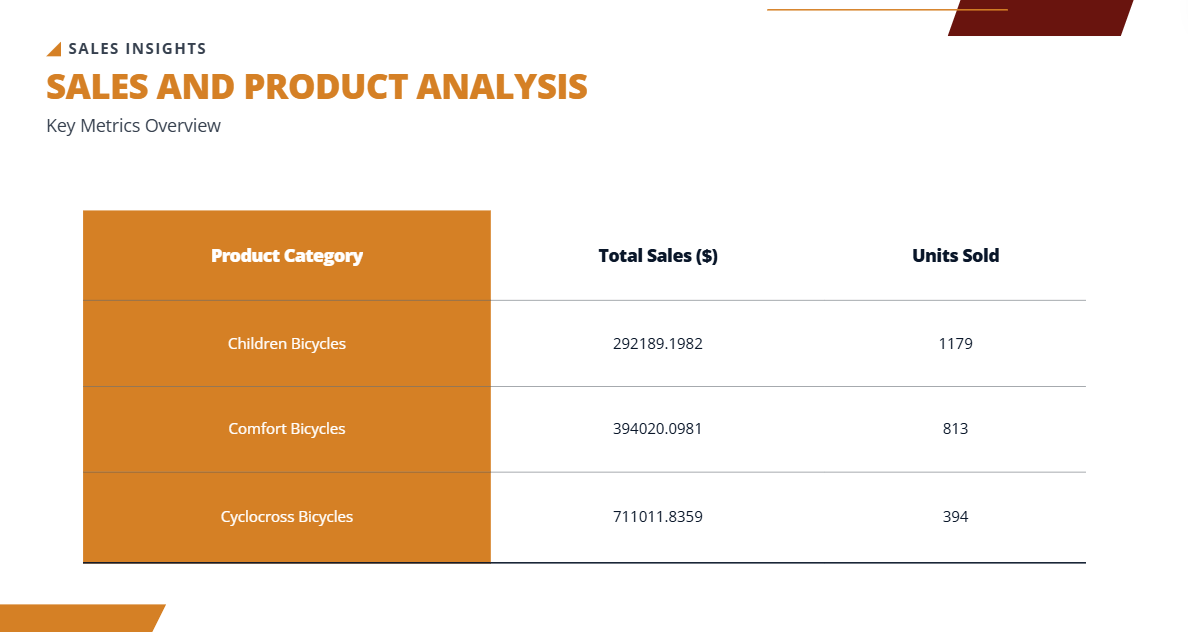 SALES INSIGHTS
SALES AND PRODUCT ANALYSIS
Key Metrics Overview
Product Category Total Sales ($) Units Sold
Children Bicycles 292189.1982 1179
Comfort Bicycles 394020.0981 813
Cyclocross Bicycles 711011.8359 394